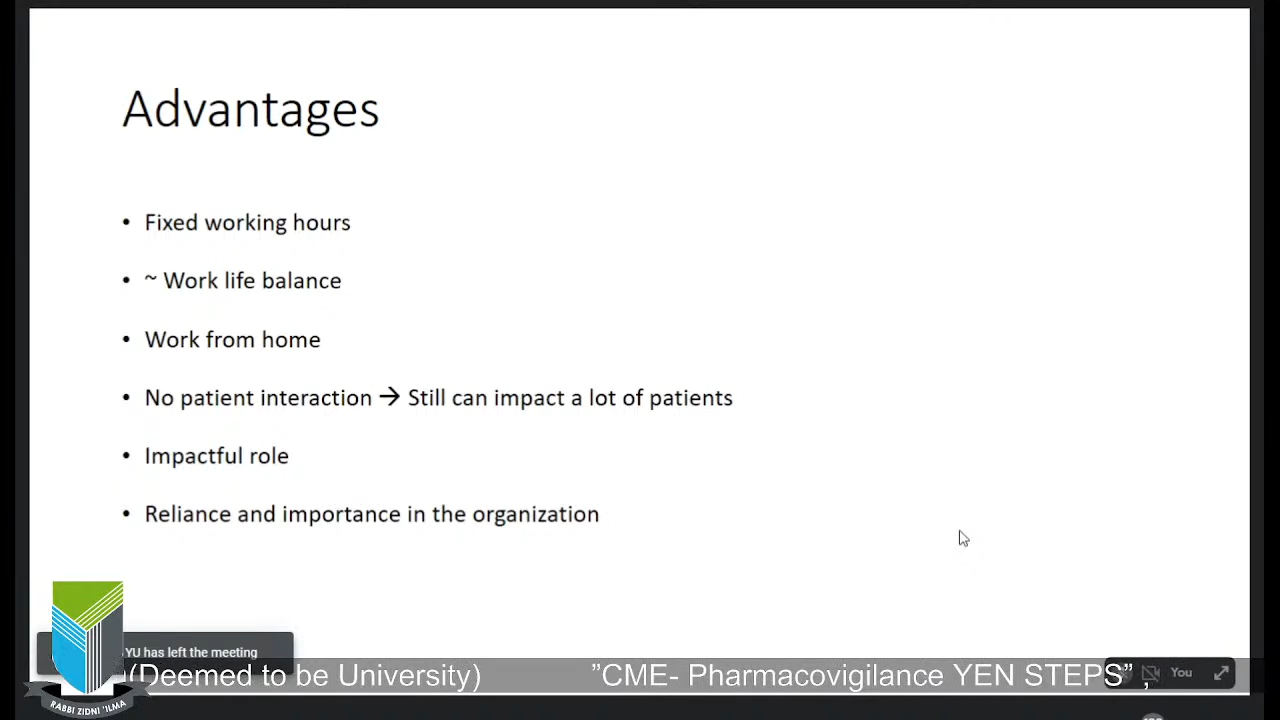 Advantages
• Fixed working hours
• ~ Work life balance
• Work from home
• No patient interaction → Still can impact a lot of patients
• Impactful role
• Reliance and importance in the organization
YU has left the meeting
(Deemed to be University) ”CME- Pharmacovigilance YEN STEPS” ,
You
RABBI ZIDNI 'ILMA